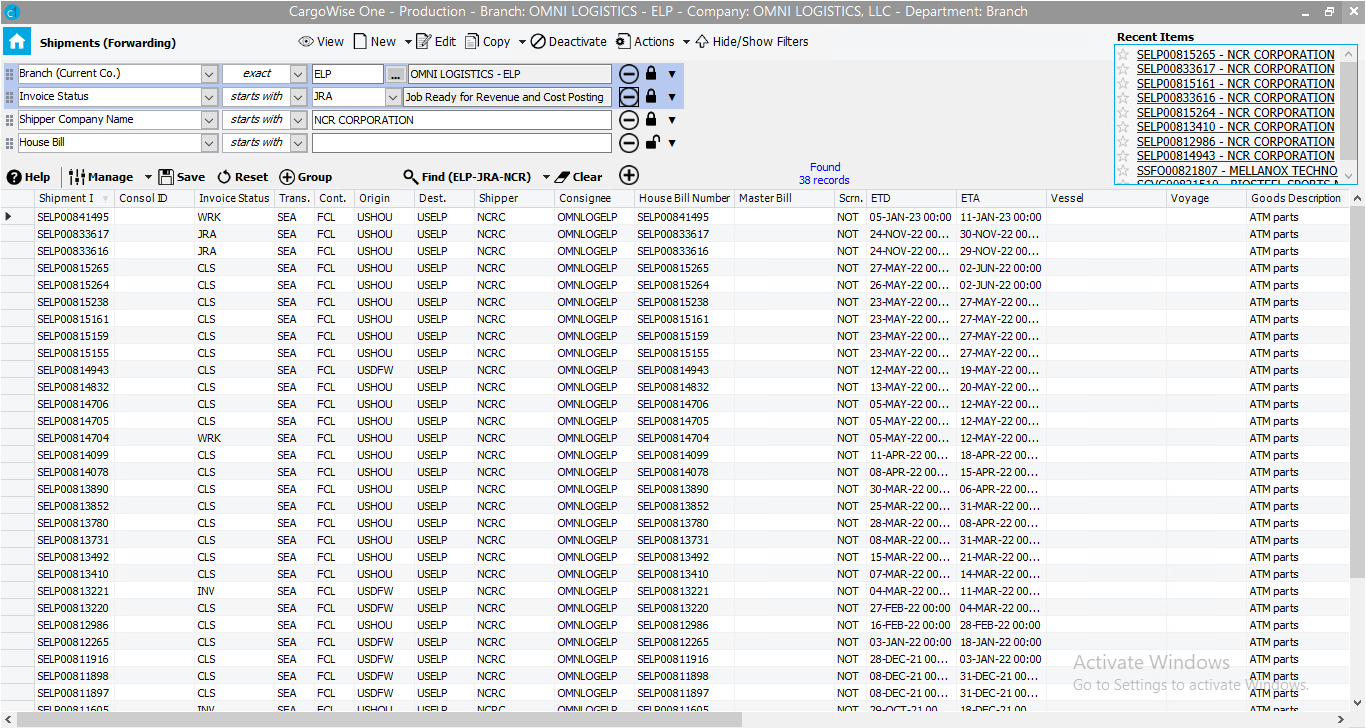 CargoWise One - Production - Branch: OMNI LOGISTICS - ELP - Company: OMNI LOGISTICS, LLC - Department: Branch
Shipments (Forwarding)
View New Edit Copy Deactivate Actions Hide/Show Filters
Recent Items
SELP00815265 - NCR CORPORATION
SELP00833617 - NCR CORPORATION
SELP00815161 - NCR CORPORATION
SELP00833616 - NCR CORPORATION
SELP00815264 - NCR CORPORATION
SELP00813410 - NCR CORPORATION
SELP00812986 - NCR CORPORATION
SELP00814943 - NCR CORPORATION
SSFO00821807 - MELLANOX TECHNO
Branch (Current Co.) exact ELP ... OMNI LOGISTICS - ELP
Invoice Status starts with JRA Job Ready for Revenue and Cost Posting
Shipper Company Name starts with NCR CORPORATION
House Bill starts with
Help Manage Save Reset Group Find (ELP-JRA-NCR) Clear
Found
38 records
Shipment I Consol ID Invoice Status Trans. Cont. Origin Dest. Shipper Consignee House Bill Number Master Bill Scrn. ETD ETA Vessel Voyage Goods Description
SELP00841495 WRK SEA FCL USHOU USELP NCRC OMNLOGELP SELP00841495 NOT 05-JAN-23 00:00 11-JAN-23 00:00 ATM parts
SELP00833617 JRA SEA FCL USHOU USELP NCRC OMNLOGELP SELP00833617 NOT 24-NOV-22 00... 30-NOV-22 00... ATM parts
SELP00833616 JRA SEA FCL USHOU USELP NCRC OMNLOGELP SELP00833616 NOT 24-NOV-22 00... 29-NOV-22 00... ATM parts
SELP00815265 CLS SEA FCL USHOU USELP NCRC OMNLOGELP SELP00815265 NOT 27-MAY-22 00... 02-JUN-22 00:00 ATM parts
SELP00815264 CLS SEA FCL USHOU USELP NCRC OMNLOGELP SELP00815264 NOT 26-MAY-22 00... 02-JUN-22 00:00 ATM parts
SELP00815238 CLS SEA FCL USHOU USELP NCRC OMNLOGELP SELP00815238 NOT 23-MAY-22 00... 27-MAY-22 00... ATM parts
SELP00815161 CLS SEA FCL USHOU USELP NCRC OMNLOGELP SELP00815161 NOT 23-MAY-22 00... 27-MAY-22 00... ATM parts
SELP00815159 CLS SEA FCL USHOU USELP NCRC OMNLOGELP SELP00815159 NOT 23-MAY-22 00... 27-MAY-22 00... ATM parts
SELP00815155 CLS SEA FCL USHOU USELP NCRC OMNLOGELP SELP00815155 NOT 23-MAY-22 00... 27-MAY-22 00... ATM parts
SELP00814943 CLS SEA FCL USDFW USELP NCRC OMNLOGELP SELP00814943 NOT 12-MAY-22 00... 19-MAY-22 00... ATM parts
SELP00814832 CLS SEA FCL USHOU USELP NCRC OMNLOGELP SELP00814832 NOT 13-MAY-22 00... 20-MAY-22 00... ATM parts
SELP00814706 CLS SEA FCL USHOU USELP NCRC OMNLOGELP SELP00814706 NOT 05-MAY-22 00... 12-MAY-22 00... ATM parts
SELP00814705 CLS SEA FCL USHOU USELP NCRC OMNLOGELP SELP00814705 NOT 05-MAY-22 00... 12-MAY-22 00... ATM parts
SELP00814704 WRK SEA FCL USHOU USELP NCRC OMNLOGELP SELP00814704 NOT 05-MAY-22 00... 12-MAY-22 00... ATM parts
SELP00814099 CLS SEA FCL USHOU USELP NCRC OMNLOGELP SELP00814099 NOT 11-APR-22 00... 18-APR-22 00... ATM parts
SELP00814078 CLS SEA FCL USHOU USELP NCRC OMNLOGELP SELP00814078 NOT 08-APR-22 00... 15-APR-22 00... ATM parts
SELP00813890 CLS SEA FCL USHOU USELP NCRC OMNLOGELP SELP00813890 NOT 30-MAR-22 00... 06-APR-22 00... ATM parts
SELP00813852 CLS SEA FCL USHOU USELP NCRC OMNLOGELP SELP00813852 NOT 25-MAR-22 00... 31-MAR-22 00... ATM parts
SELP00813780 CLS SEA FCL USHOU USELP NCRC OMNLOGELP SELP00813780 NOT 28-MAR-22 00... 08-APR-22 00... ATM parts
SELP00813731 CLS SEA FCL USHOU USELP NCRC OMNLOGELP SELP00813731 NOT 08-MAR-22 00... 31-MAR-22 00... ATM parts
SELP00813492 CLS SEA FCL USHOU USELP NCRC OMNLOGELP SELP00813492 NOT 15-MAR-22 00... 21-MAR-22 00... ATM parts
SELP00813410 CLS SEA FCL USHOU USELP NCRC OMNLOGELP SELP00813410 NOT 07-MAR-22 00... 14-MAR-22 00... ATM parts
SELP00813221 INV SEA FCL USDFW USELP NCRC OMNLOGELP SELP00813221 NOT 04-MAR-22 00... 11-MAR-22 00... ATM parts
SELP00813220 CLS SEA FCL USDFW USELP NCRC OMNLOGELP SELP00813220 NOT 27-FEB-22 00:00 04-MAR-22 00... ATM parts
SELP00812986 CLS SEA FCL USHOU USELP NCRC OMNLOGELP SELP00812986 NOT 16-FEB-22 00:00 28-FEB-22 00:00 ATM parts
SELP00812265 CLS SEA FCL USDFW USELP NCRC OMNLOGELP SELP00812265 NOT 03-JAN-22 00:00 18-JAN-22 00:00 ATM parts
SELP00811916 CLS SEA FCL USDFW USELP NCRC OMNLOGELP SELP00811916 NOT 28-DEC-21 00... 03-JAN-22 00:00 ATM parts
SELP00811898 CLS SEA FCL USDFW USELP NCRC OMNLOGELP SELP00811898 NOT 08-DEC-21 00... 31-DEC-21 00... ATM parts
SELP00811897 CLS SEA FCL USDFW USELP NCRC OMNLOGELP SELP00811897 NOT 08-DEC-21 00... 31-DEC-21 00... ATM parts
Activate Windows
Go to Settings to activate Windows.